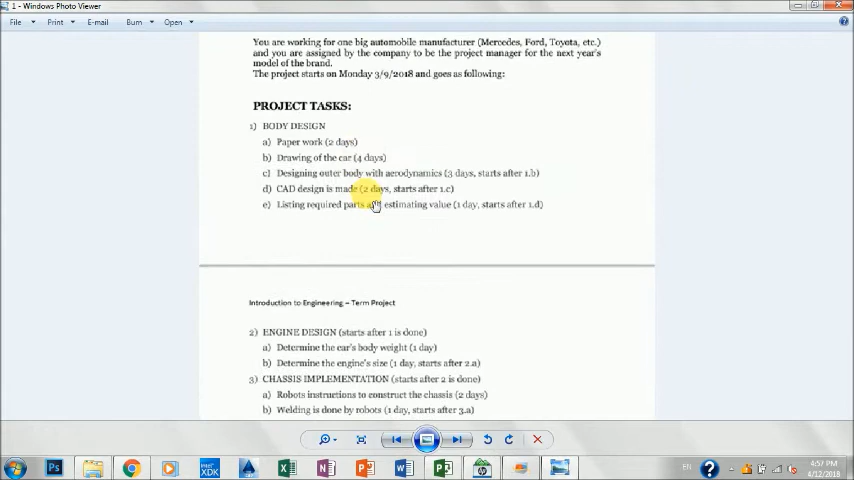 1 - Windows Photo Viewer
File Print E-mail Burn Open
You are working for one big automobile manufacturer (Mercedes, Ford, Toyota, etc.)
and you are assigned by the company to be the project manager for the next year's
model of the brand.
The project starts on Monday 3/9/2018 and goes as following:
PROJECT TASKS:
1) BODY DESIGN
a) Paper work (2 days)
b) Drawing of the car (4 days)
c) Designing outer body with aerodynamics (3 days, starts after 1.b)
d) CAD design is made (2 days, starts after 1.c)
e) Listing required parts estimating value (1 day, starts after 1.d)
Introduction to Engineering – Term Project
2) ENGINE DESIGN (starts after 1 is done)
a) Determine the car's body weight (1 day)
b) Determine the engine's size (1 day, starts after 2.a)
3) CHASSIS IMPLEMENTATION (starts after 2 is done)
a) Robots instructions to construct the chassis (2 days)
b) Welding is done by robots (1 day, starts after 3.a)
Ps
intel XDK
EN
4:57 PM
4/12/2018